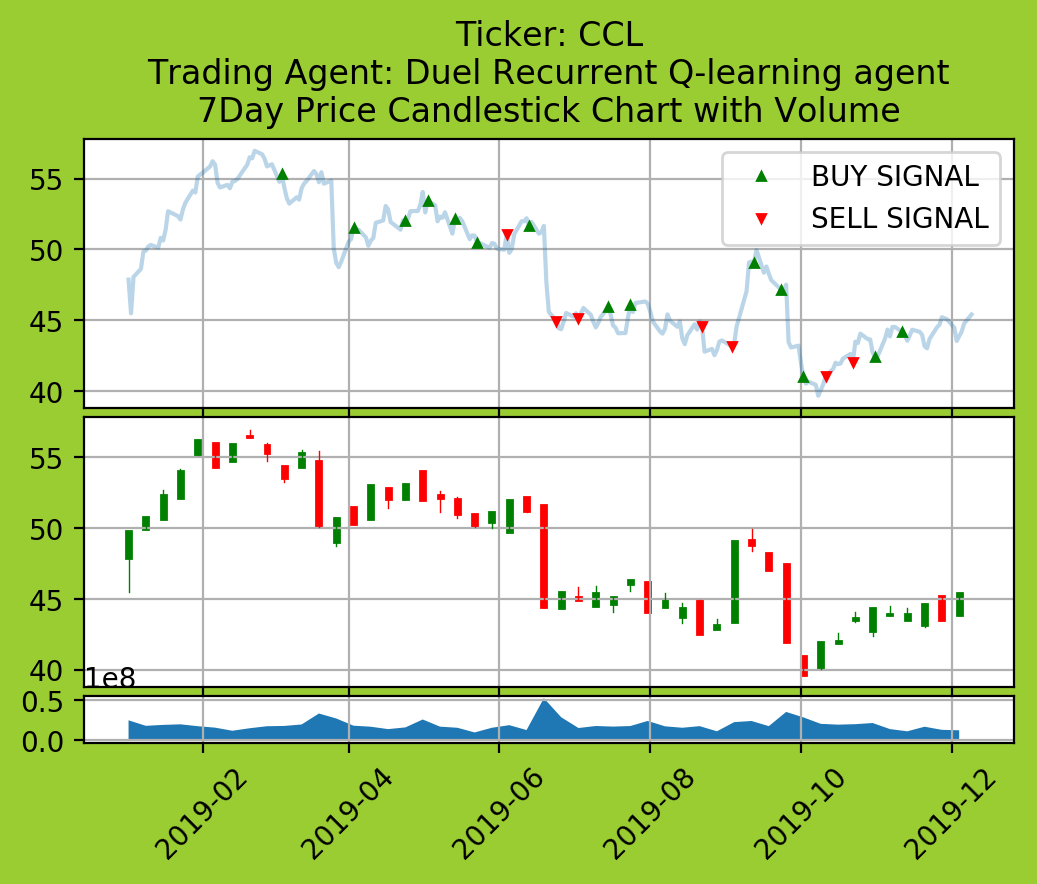 Ticker: CCL
Trading Agent: Duel Recurrent Q-learning agent
7Day Price Candlestick Chart with Volume
BUY SIGNAL
SELL SIGNAL
55
50
45
40
55
50
45
40
1e8
0.5
0.0
2019-02
2019-04
2019-06
2019-08
2019-10
2019-12